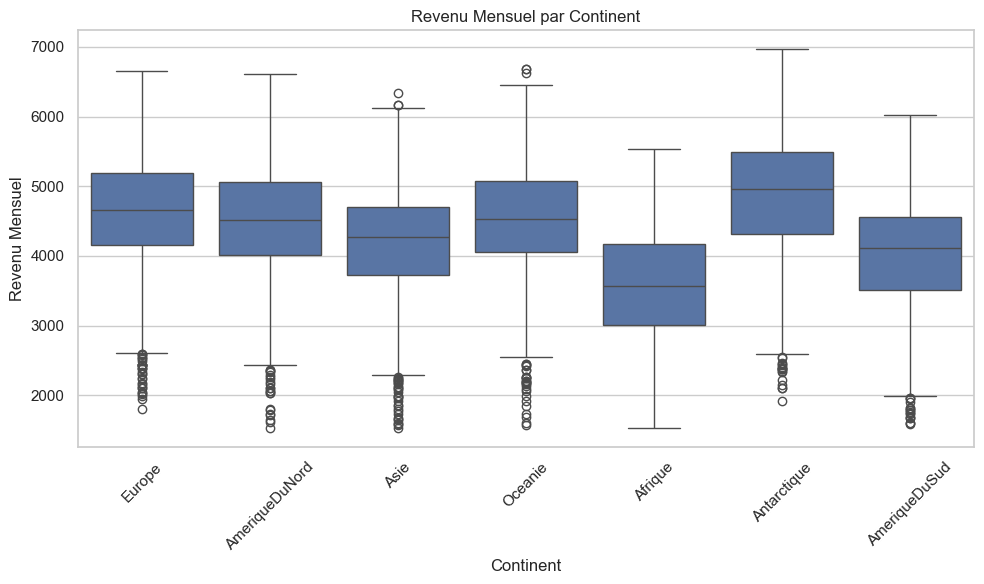 Revenu Mensuel par Continent
Revenu Mensuel
7000
6000
5000
4000
3000
2000
Europe
AmeriqueDuNord
Asie
Oceanie
Afrique
Antarctique
AmeriqueDuSud
Continent